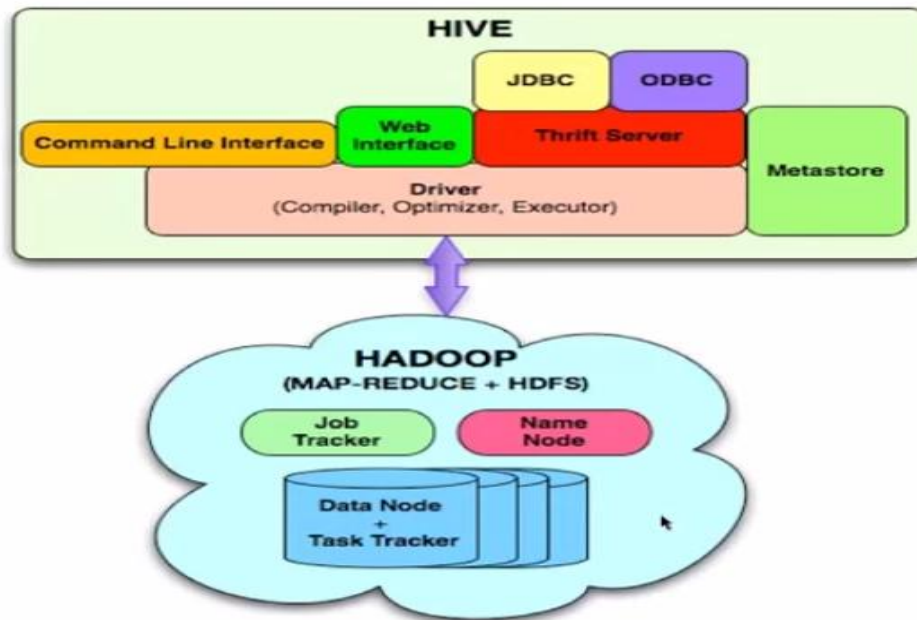 HIVE
JDBC
ODBC
Command Line Interface
Web
Interface
Thrift Server
Metastore
Driver
(Compiler, Optimizer, Executor)
HADOOP
(MAP-REDUCE + HDFS)
Job
Tracker
Name
Node
Data Node
+
Task Tracker